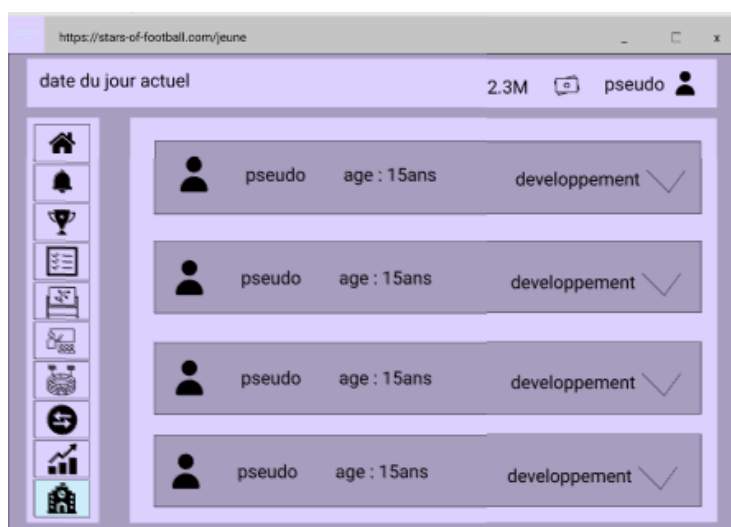 https://stars-of-football.com/jeune
date du jour actuel 2.3M pseudo
pseudo age : 15ans developpement
pseudo age : 15ans developpement
pseudo age : 15ans developpement
pseudo age : 15ans developpement